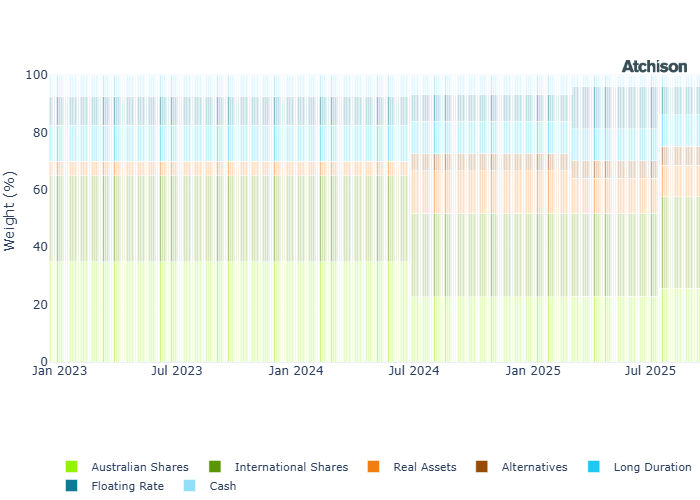 Atchison
100
80
60
40
20
0
Weight (%)
Jan 2023 Jul 2023 Jan 2024 Jul 2024 Jan 2025 Jul 2025
Australian Shares International Shares Real Assets Alternatives Long Duration
Floating Rate Cash